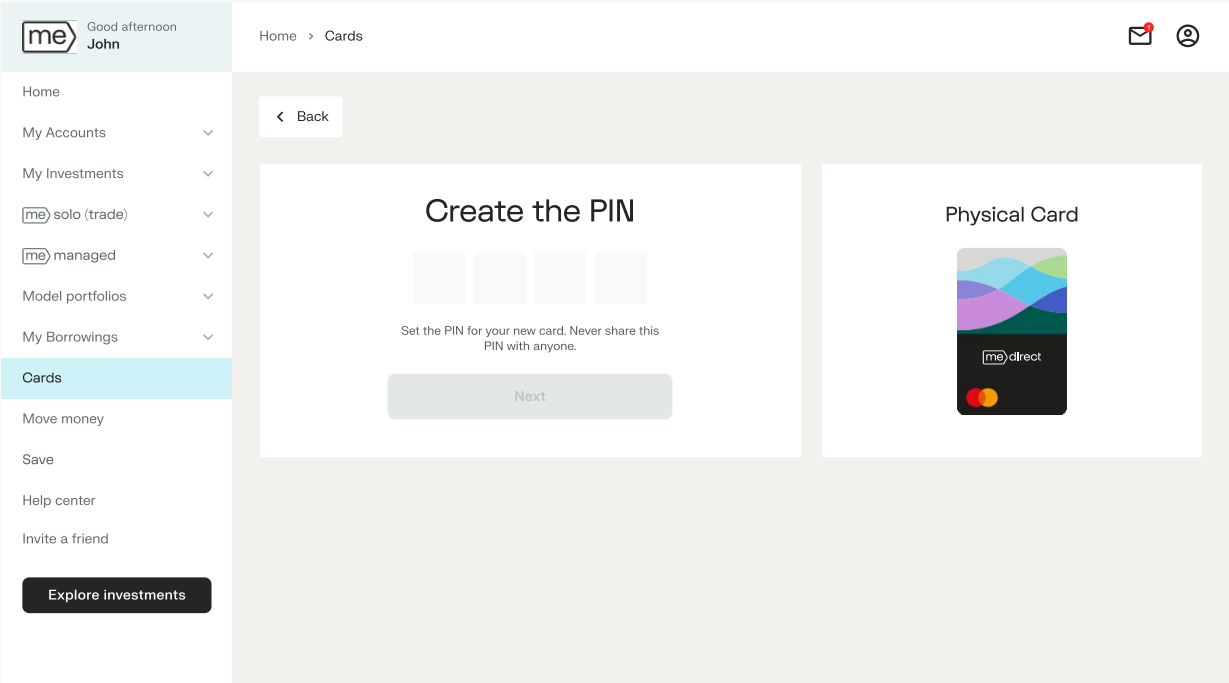 me Good afternoon
John
Home > Cards
1
Home
My Accounts
My Investments
me solo (trade)
me managed
Model portfolios
My Borrowings
Cards
Move money
Save
Help center
Invite a friend
Explore investments
Back
Create the PIN
Set the PIN for your new card. Never share this
PIN with anyone.
Next
Physical Card
me direct